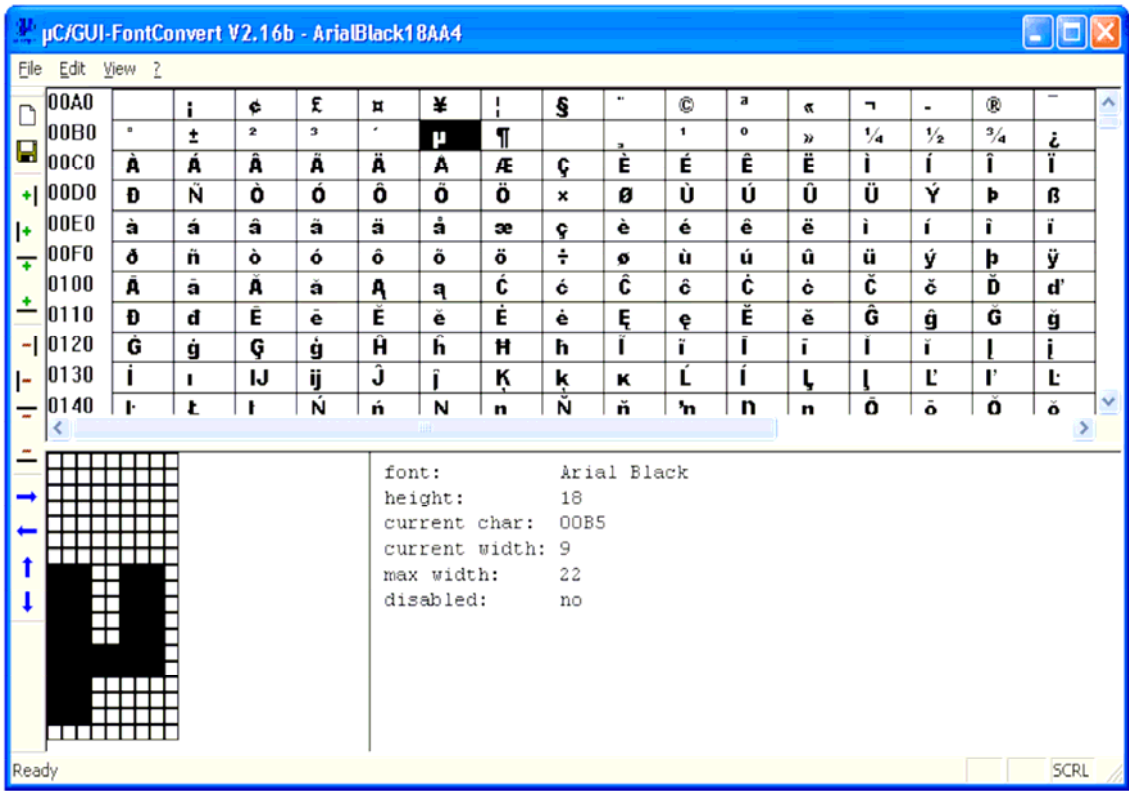 µC/GUI-FontConvert V2.16b - ArialBlack18AA4
File Edit View ?
00A0 ¡ ¢ £ ¤ ¥ ¦ § ¨ © ª « ¬ - ® ¯
00B0 ° ± ² ³ ´ µ ¶ ¸ ¹ º » ¼ ½ ¾ ¿
00C0 À Á Â Ã Ä Å Æ Ç È É Ê Ë Ì Í Î Ï
00D0 Ð Ñ Ò Ó Ô Õ Ö × Ø Ù Ú Û Ü Ý Þ ß
00E0 à á â ã ä å æ ç è é ê ë ì í î ï
00F0 ð ñ ò ó ô õ ö ÷ ø ù ú û ü ý þ ÿ
0100 Ā ā Ă ă Ą ą Ć ć Ĉ ĉ Ċ ċ Č č Ď ď
0110 Đ đ Ē ē Ĕ ĕ Ė ė Ę ę Ě ě Ĝ ĝ Ğ ğ
0120 Ġ ġ Ģ ģ Ĥ ĥ Ħ ħ Ĩ ĩ Ī ī Ĭ ĭ Į į
0130 İ ı Ĳ ĳ Ĵ ĵ Ķ ķ ĸ Ĺ ĺ Ļ ļ Ľ ľ Ŀ
0140 ŀ Ł ł Ń ń Ņ ņ Ň ň ŉ Ŋ ŋ Ō ō Ŏ ŏ
font: Arial Black
height: 18
current char: 00B5
current width: 9
max width: 22
disabled: no
Ready SCRL